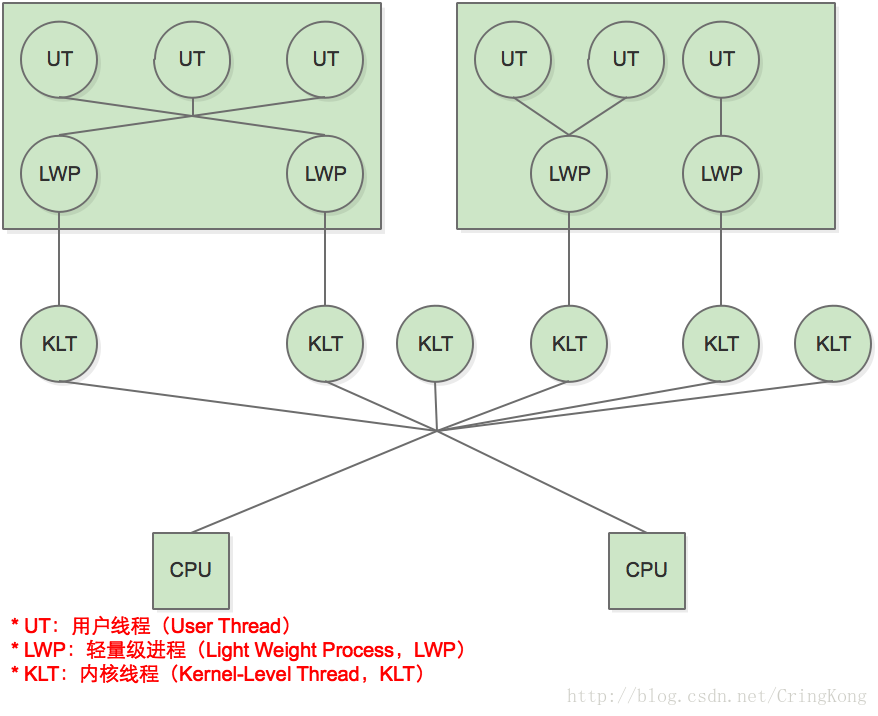 UT UT UT UT UT UT
LWP LWP LWP LWP
KLT KLT KLT KLT KLT KLT
CPU CPU
* UT：用户线程（User Thread）
* LWP：轻量级进程（Light Weight Process，LWP）
* KLT：内核线程（Kernel-Level Thread，KLT）
http://blog.csdn.net/CringKong